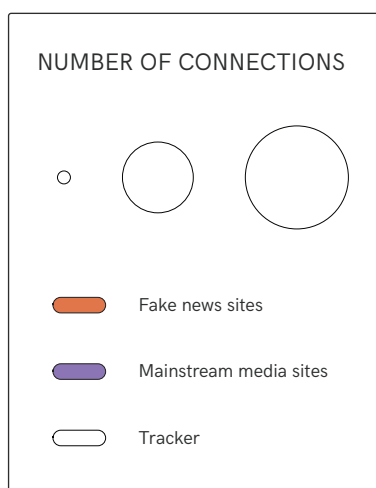 NUMBER OF CONNECTIONS
Fake news sites
Mainstream media sites
Tracker